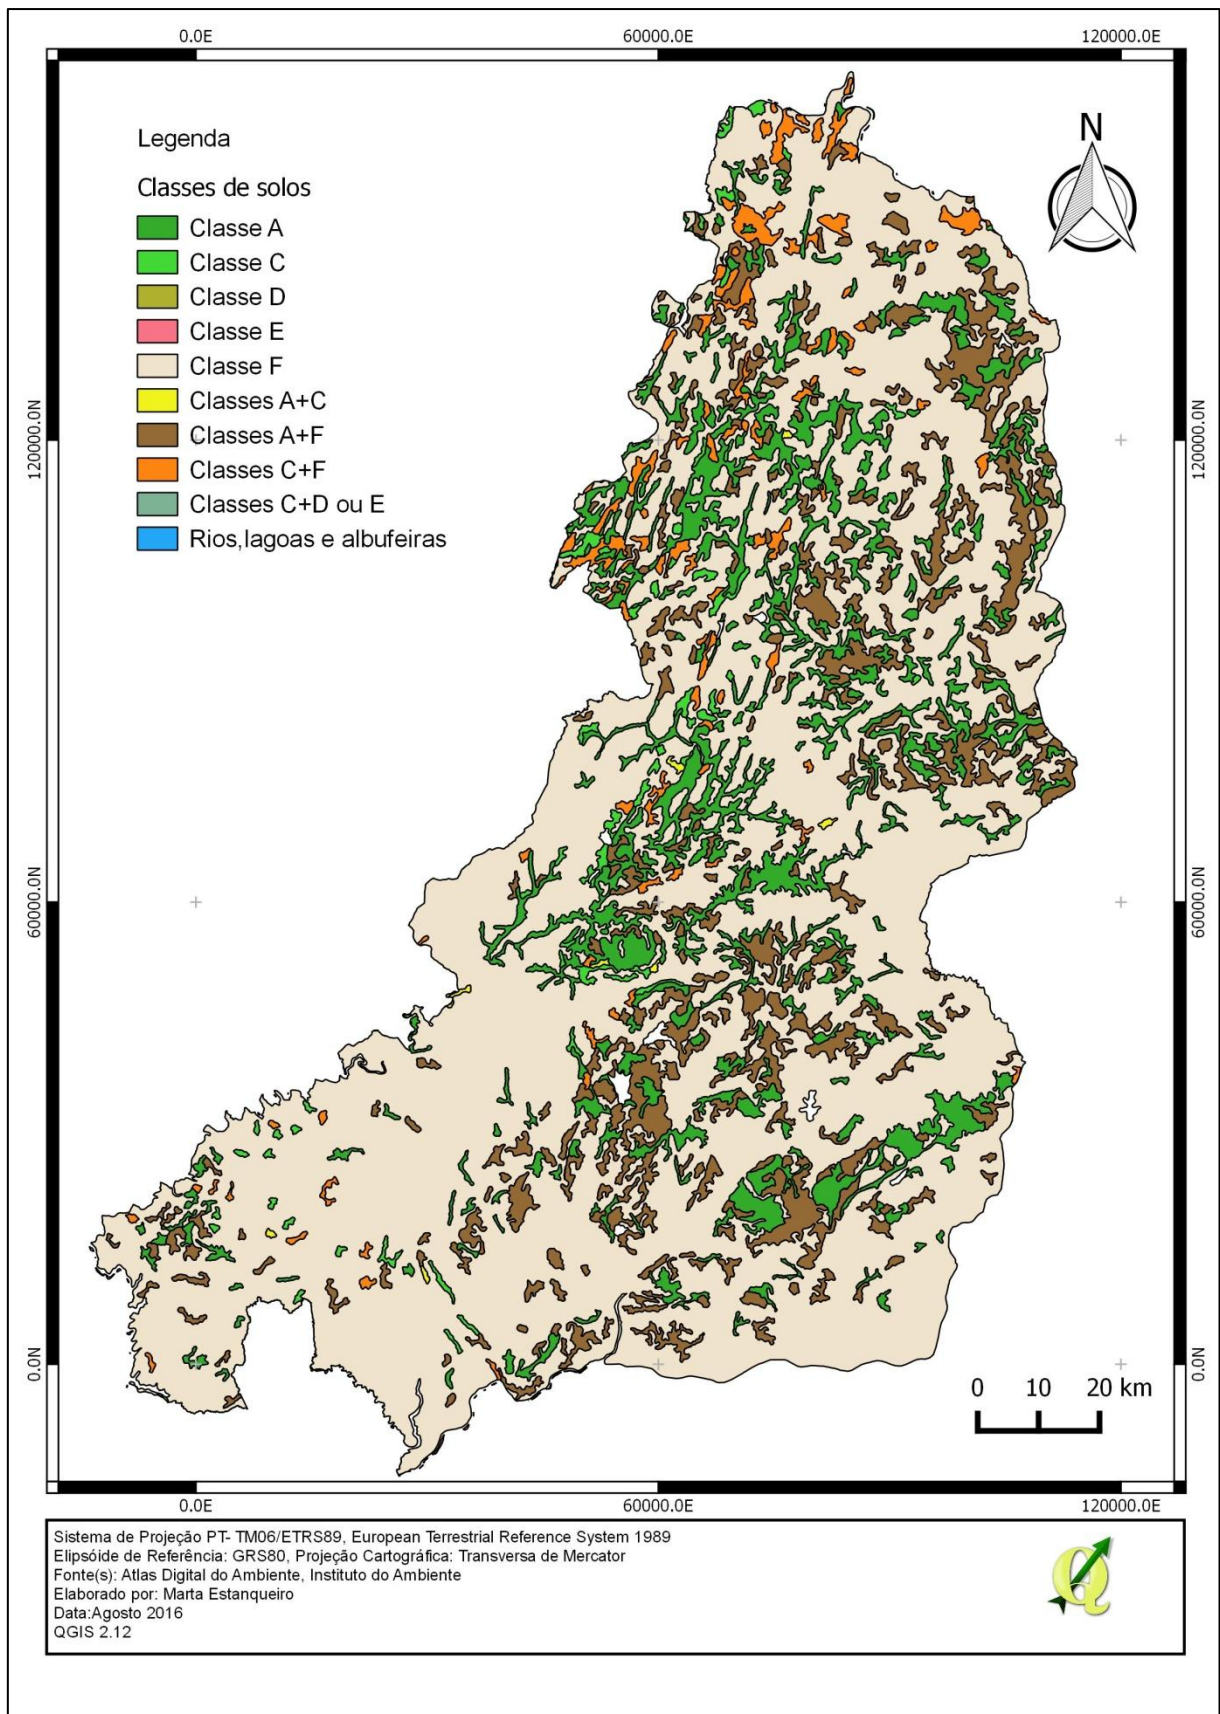 0.0E 60000.0E 120000.0E
N
Legenda
Classes de solos
Classe A
Classe C
Classe D
Classe E
Classe F
Classes A+C
Classes A+F
Classes C+F
Classes C+D ou E
Rios,lagoas e albufeiras
120000.0N
120000.0N
60000.0N
60000.0N
0.0N
0.0N
0 10 20 km
0.0E 60000.0E 120000.0E
Sistema de Projeção PT- TM06/ETRS89, European Terrestrial Reference System 1989
Elipsóide de Referência: GRS80, Projeção Cartográfica: Transversa de Mercator
Fonte(s): Atlas Digital do Ambiente, Instituto do Ambiente
Elaborado por: Marta Estanqueiro
Data:Agosto 2016
QGIS 2.12